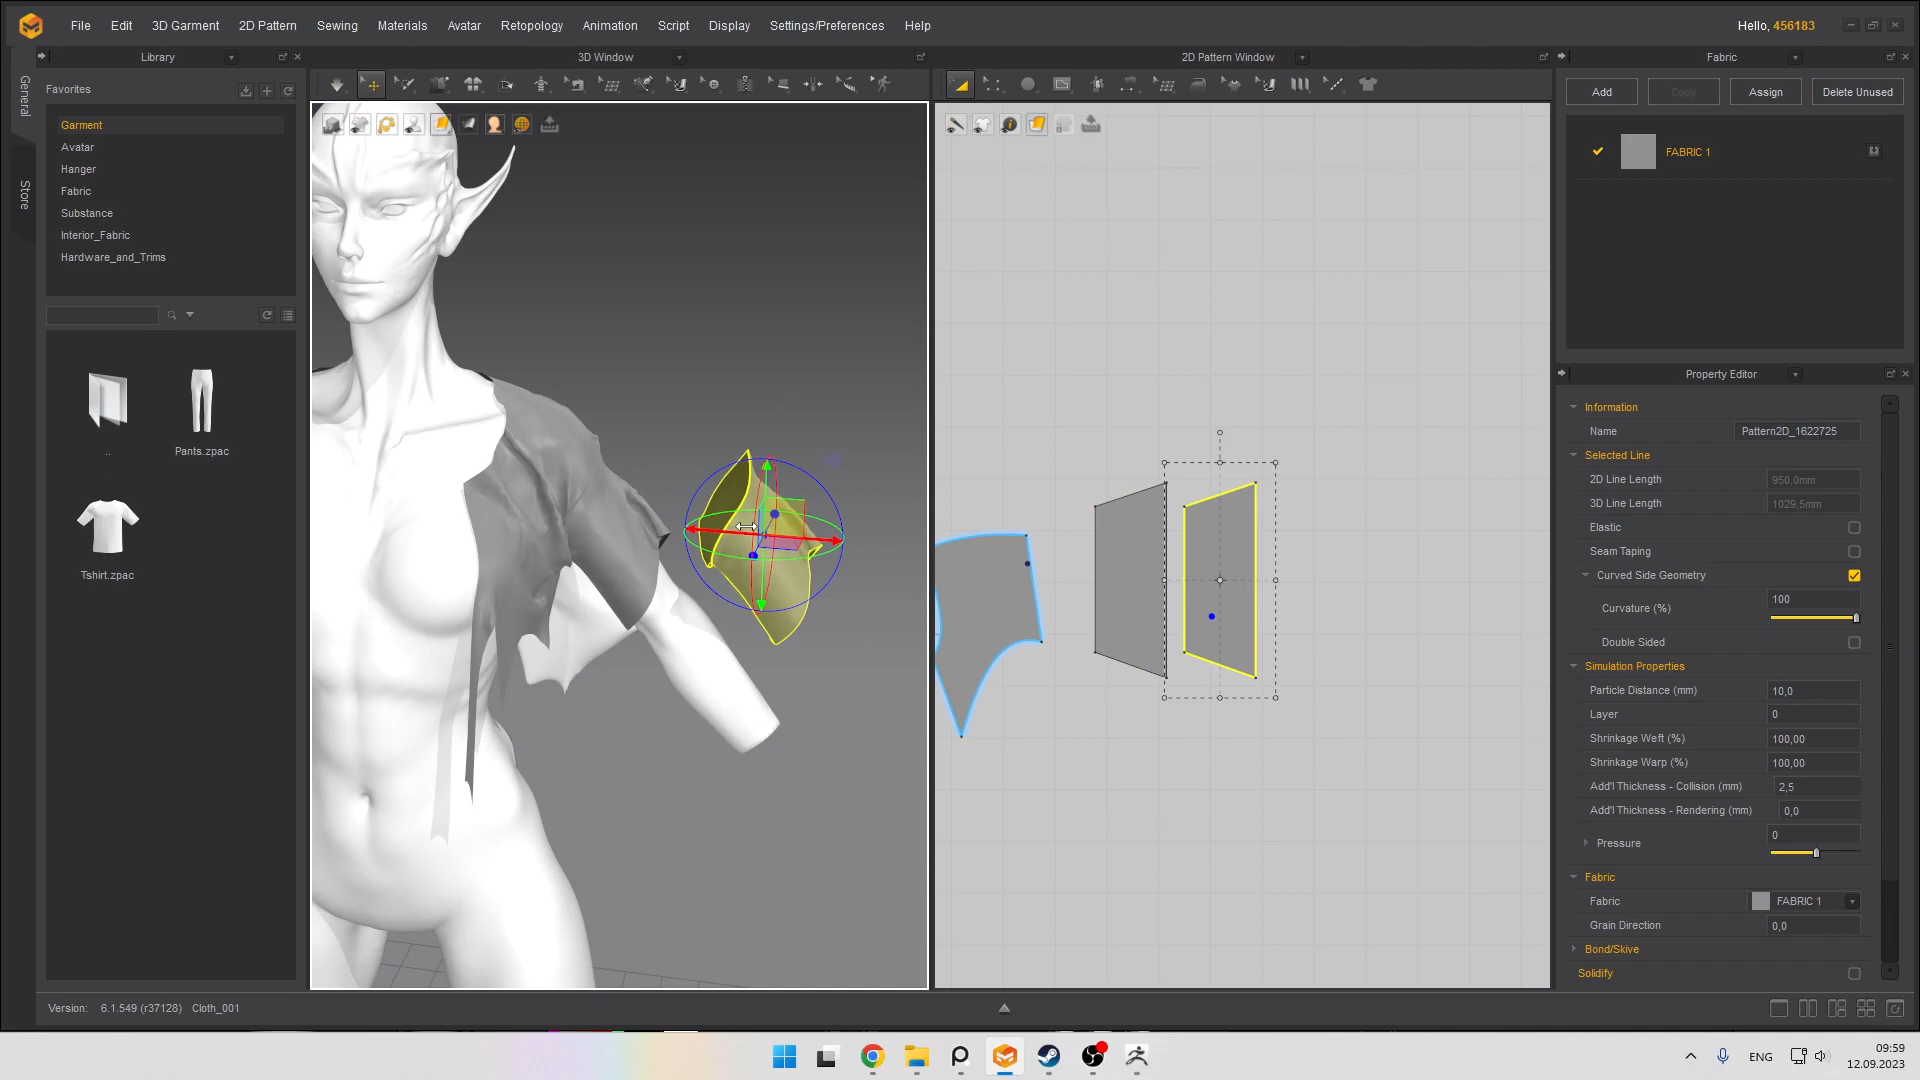 File Edit 3D Garment 2D Pattern Sewing Materials Avatar Retopology Animation Script Display Settings/Preferences Help
Hello, 456183
Library
3D Window
2D Pattern Window
Fabric
General
Store
Favorites
Garment
Avatar
Hanger
Fabric
Substance
Interior_Fabric
Hardware_and_Trims
..
Pants.zpac
Tshirt.zpac
Add
Copy
Assign
Delete Unused
FABRIC 1
Property Editor
Information
Name Pattern2D_1622725
Selected Line
2D Line Length 950,0mm
3D Line Length 1029,5mm
Elastic
Seam Taping
Curved Side Geometry
Curvature (%) 100
Double Sided
Simulation Properties
Particle Distance (mm) 10,0
Layer 0
Shrinkage Weft (%) 100,00
Shrinkage Warp (%) 100,00
Add'l Thickness - Collision (mm) 2,5
Add'l Thickness - Rendering (mm) 0,0
Pressure 0
Fabric
Fabric FABRIC 1
Grain Direction 0,0
Bond/Skive
Solidify
Version: 6.1.549 (r37128) Cloth_001
ENG
09:59
12.09.2023